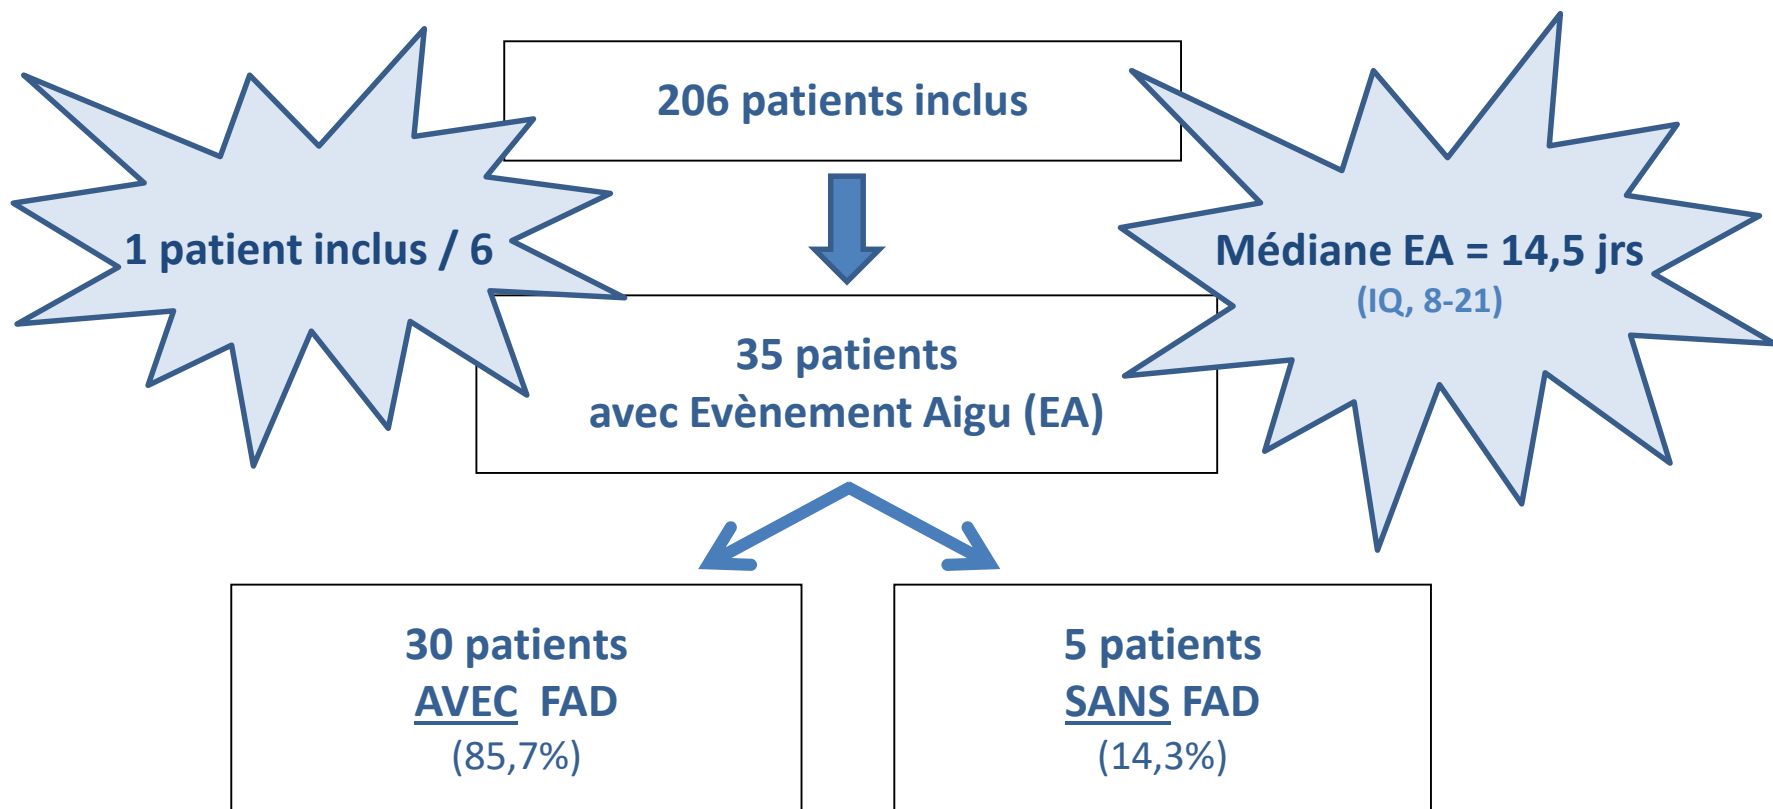 206 patients inclus
1 patient inclus / 6
Médiane EA = 14,5 jrs
(IQ, 8-21)
35 patients
avec Evènement Aigu (EA)
30 patients
AVEC FAD
(85,7%)
5 patients
SANS FAD
(14,3%)